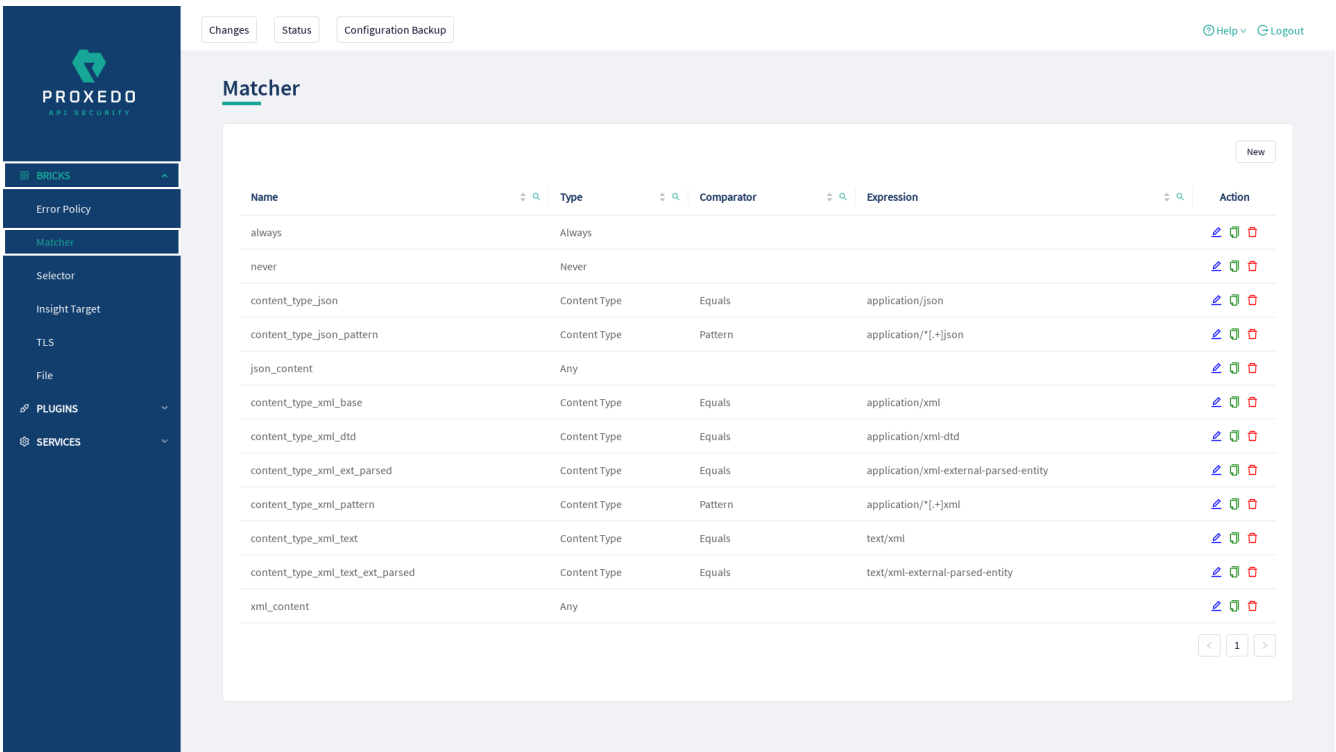 Changes Status Configuration Backup Help Logout
PROXEDO
API SECURITY
Matcher
New
BRICKS
Error Policy
Matcher
Selector
Insight Target
TLS
File
PLUGINS
SERVICES
Name Type Comparator Expression Action
always Always
never Never
content_type_json Content Type Equals application/json
content_type_json_pattern Content Type Pattern application/*[.+]json
json_content Any
content_type_xml_base Content Type Equals application/xml
content_type_xml_dtd Content Type Equals application/xml-dtd
content_type_xml_ext_parsed Content Type Equals application/xml-external-parsed-entity
content_type_xml_pattern Content Type Pattern application/*[.+]xml
content_type_xml_text Content Type Equals text/xml
content_type_xml_text_ext_parsed Content Type Equals text/xml-external-parsed-entity
xml_content Any
< 1 >